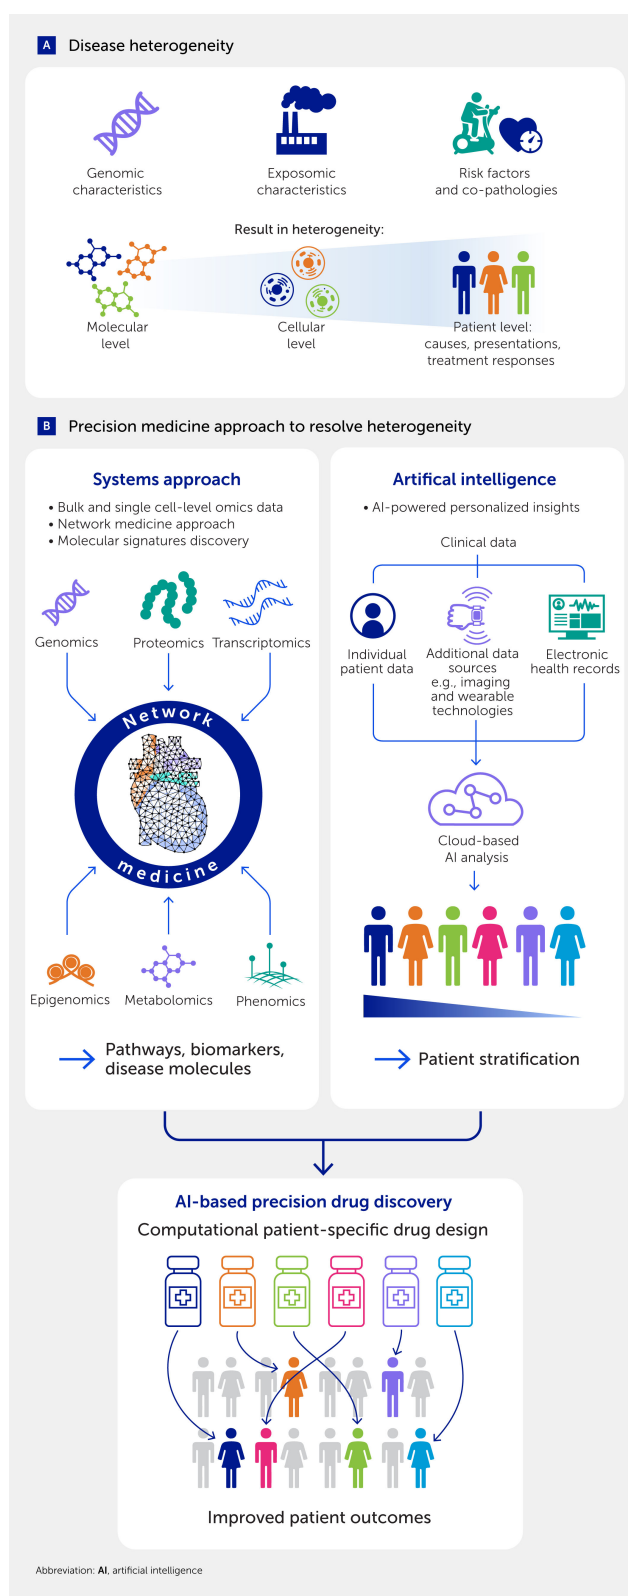 A Disease heterogeneity
Genomic
characteristics
Exposomic
characteristics
Risk factors
and co-pathologies
Result in heterogeneity:
Molecular
level
Cellular
level
Patient level:
causes, presentations,
treatment responses
B Precision medicine approach to resolve heterogeneity
Systems approach
• Bulk and single cell-level omics data
• Network medicine approach
• Molecular signatures discovery
Genomics
Proteomics
Transcriptomics
Network
medicine
Epigenomics
Metabolomics
Phenomics
Pathways, biomarkers,
disease molecules
Artifical intelligence
• AI-powered personalized insights
Clinical data
Individual
patient data
Additional data
sources
e.g., imaging
and wearable
technologies
Electronic
health records
Cloud-based
AI analysis
Patient stratification
AI-based precision drug discovery
Computational patient-specific drug design
Improved patient outcomes
Abbreviation: AI, artificial intelligence